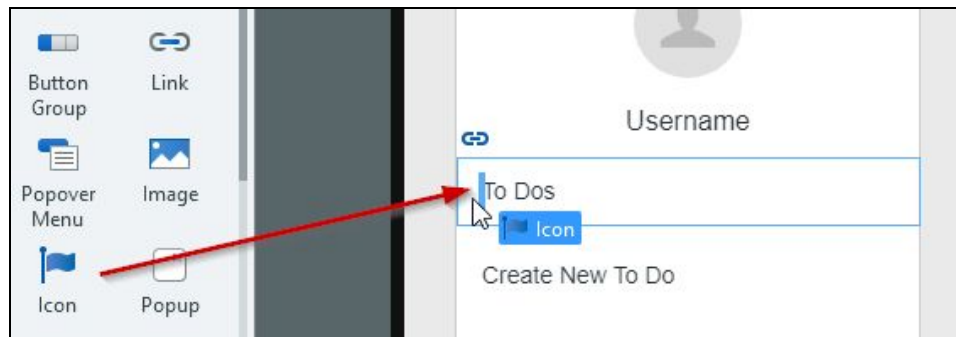 Button
Group
Link
Popover
Menu
Image
Icon
Popup
Username
To Dos
Icon
Create New To Do